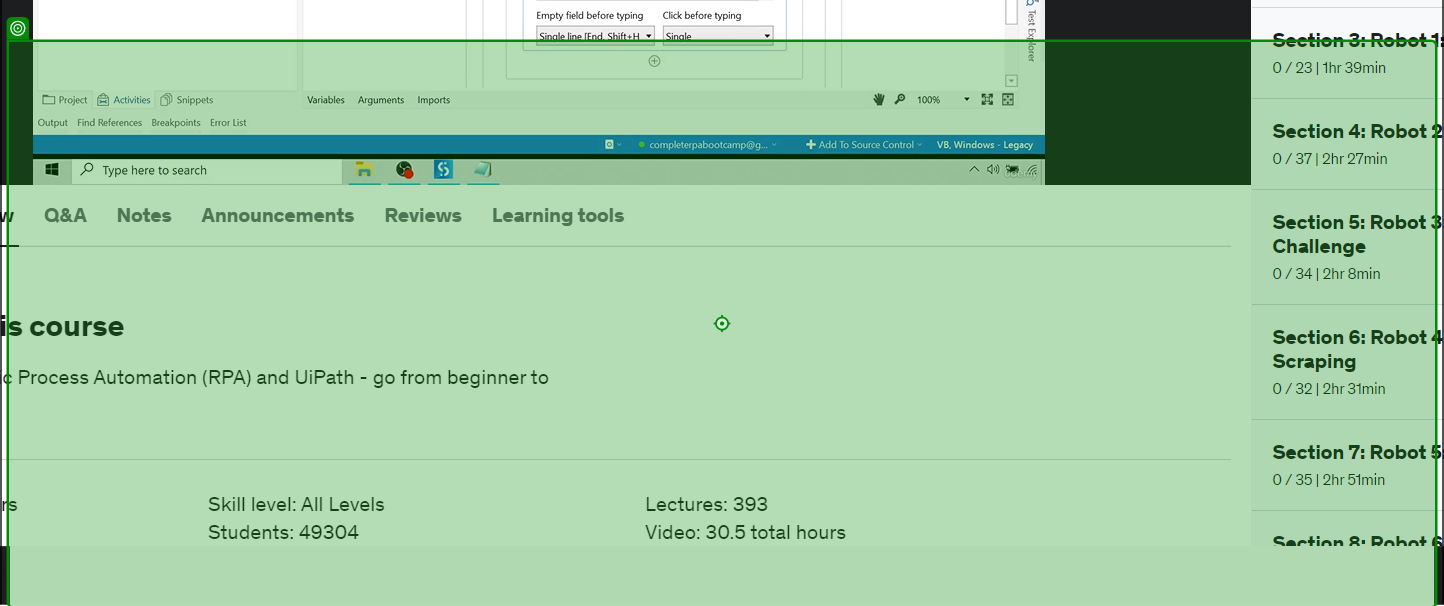 Empty field before typing
Click before typing
Single line [End, Shift+H
Single
Test Explorer
Project
Activities
Snippets
Variables
Arguments
Imports
100%
Output
Find References
Breakpoints
Error List
completerpabootcamp@g...
Add To Source Control
VB, Windows - Legacy
Type here to search
w
Q&A
Notes
Announcements
Reviews
Learning tools
is course
ic Process Automation (RPA) and UiPath - go from beginner to
rs
Skill level: All Levels
Students: 49304
Lectures: 393
Video: 30.5 total hours
Section 3: Robot 1:
0 / 23 | 1hr 39min
Section 4: Robot 2
0 / 37 | 2hr 27min
Section 5: Robot 3:
Challenge
0 / 34 | 2hr 8min
Section 6: Robot 4
Scraping
0 / 32 | 2hr 31min
Section 7: Robot 5:
0 / 35 | 2hr 51min
Section 8: Robot 6